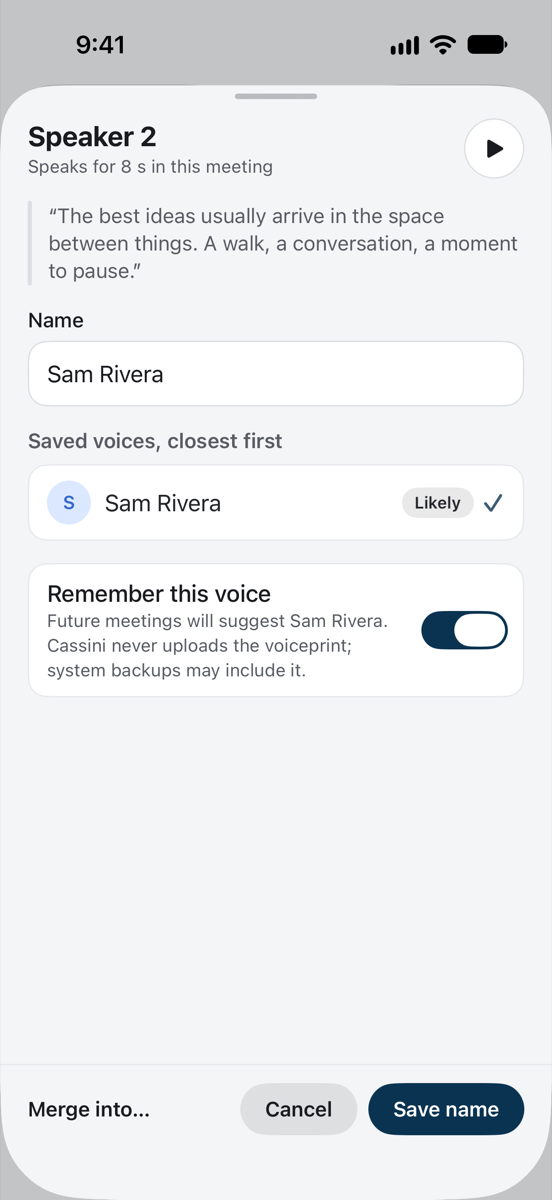 9:41
Speaker 2
Speaks for 8 s in this meeting
“The best ideas usually arrive in the space
between things. A walk, a conversation, a moment
to pause.”
Name
Sam Rivera
Saved voices, closest first
S
Sam Rivera
Likely
Remember this voice
Future meetings will suggest Sam Rivera.
Cassini never uploads the voiceprint;
system backups may include it.
Merge into...
Cancel
Save name